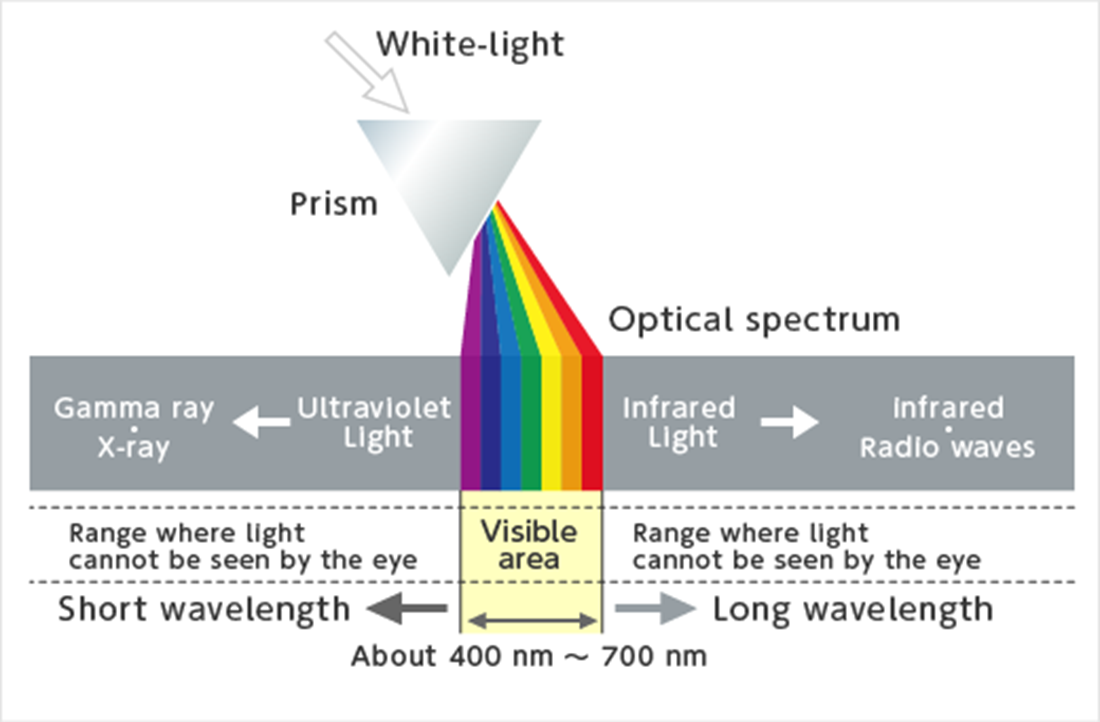 White-light
Prism
Optical spectrum
Gamma ray
・
X-ray
Ultraviolet
Light
Infrared
Light
Infrared
・
Radio waves
Range where light
cannot be seen by the eye
Visible
area
Range where light
cannot be seen by the eye
Short wavelength
Long wavelength
About 400 nm ～ 700 nm